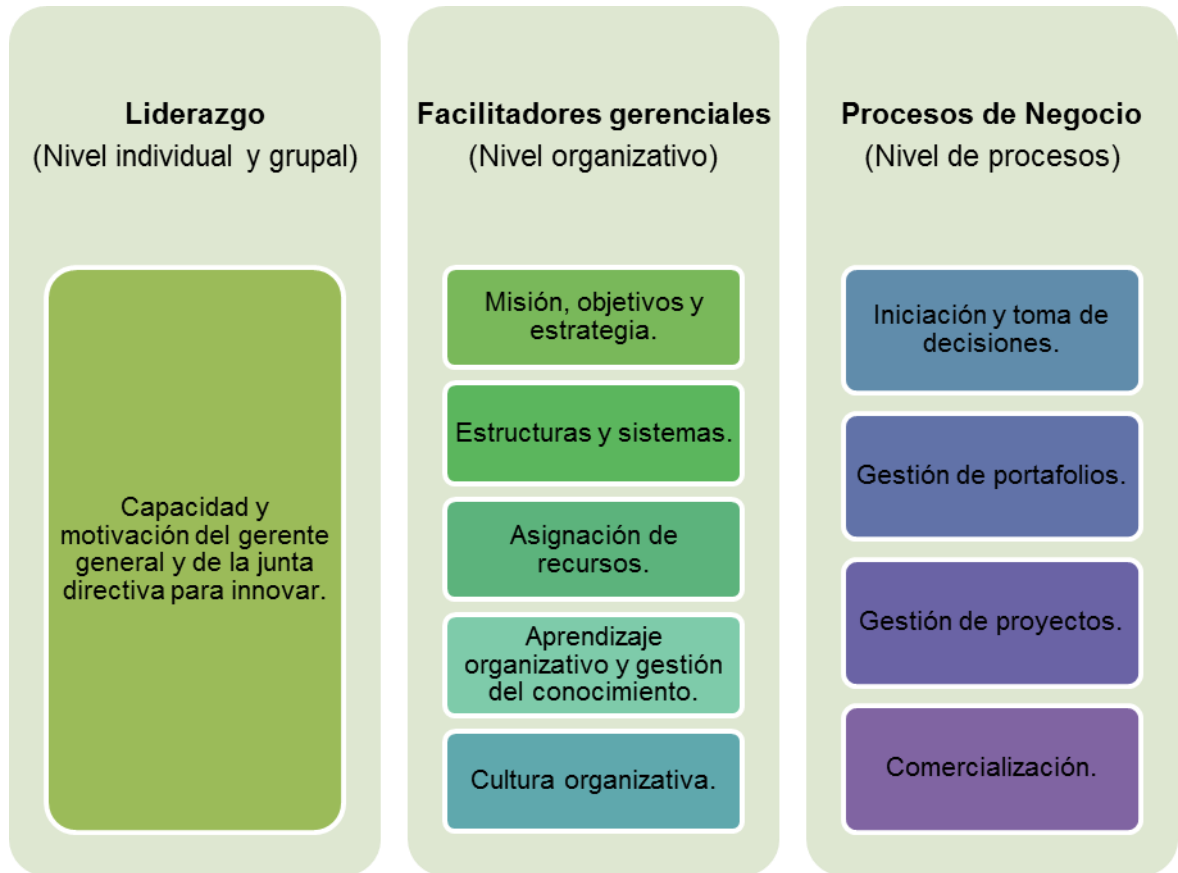 Liderazgo
(Nivel individual y grupal)
Capacidad y
motivación del gerente
general y de la junta
directiva para innovar.
Facilitadores gerenciales
(Nivel organizativo)
Misión, objetivos y
estrategia.
Estructuras y sistemas.
Asignación de
recursos.
Aprendizaje
organizativo y gestión
del conocimiento.
Cultura organizativa.
Procesos de Negocio
(Nivel de procesos)
Iniciación y toma de
decisiones.
Gestión de portafolios.
Gestión de proyectos.
Comercialización.